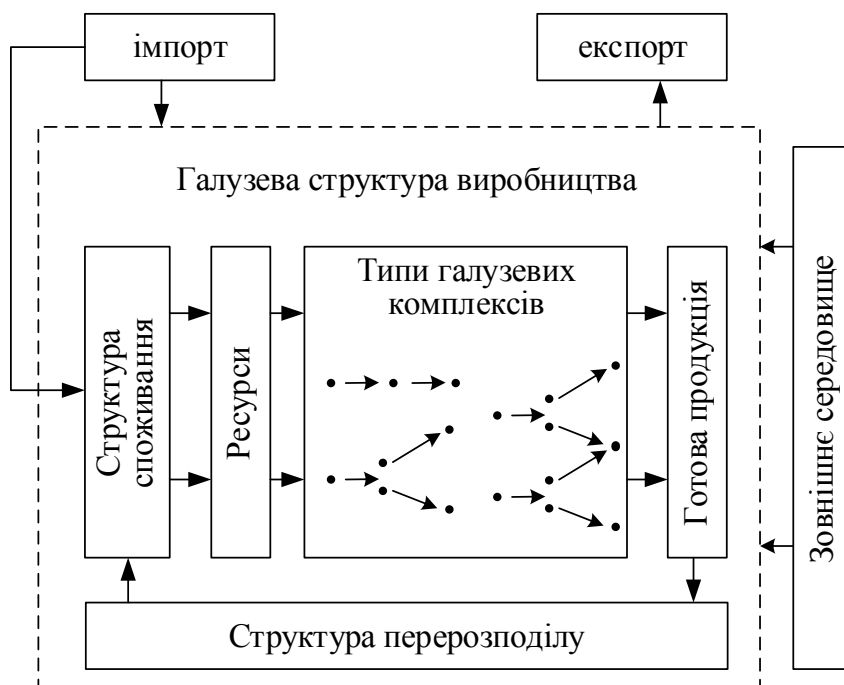 імпорт
експорт
Галузева структура виробництва
Структура
споживання
Ресурси
Типи галузевих
комплексів
Готова продукція
Зовнішнє середовище
Структура перерозподілу